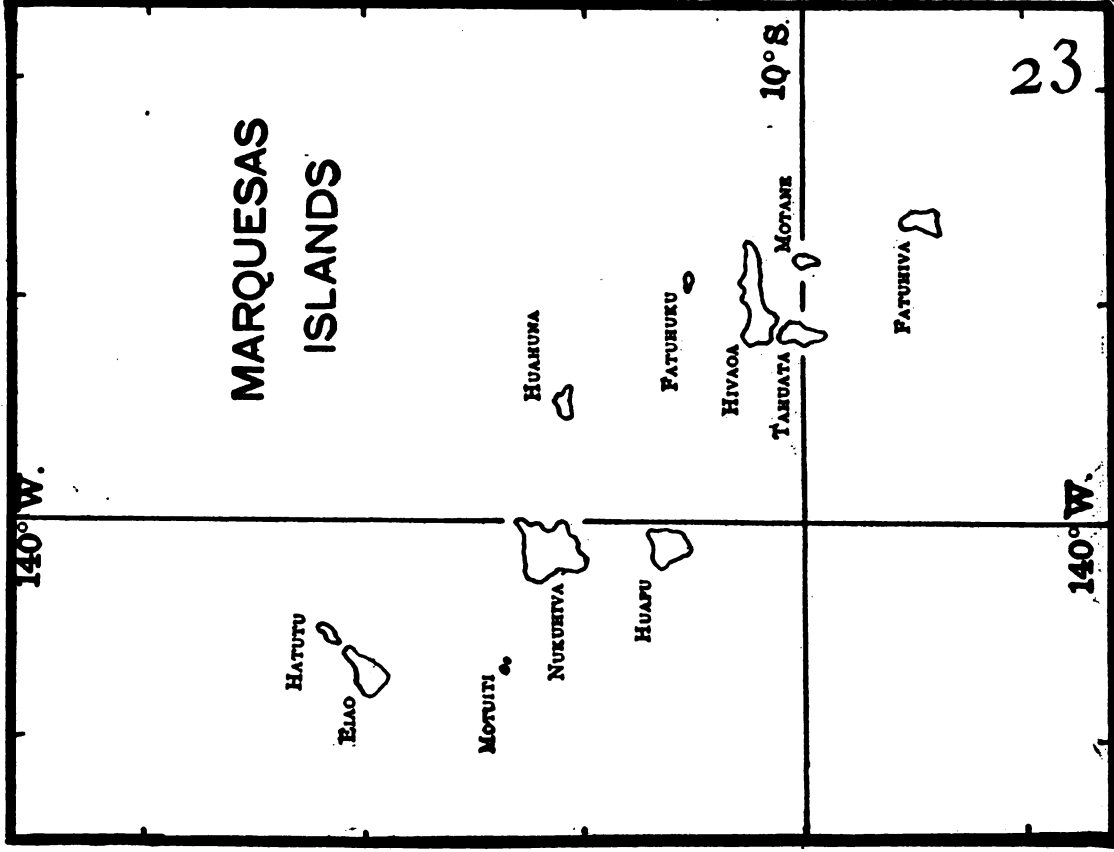 MARQUESAS
ISLANDS
140° W.
HATUTU
EIAO
MOTUITI
NUKUHIVA
HUAHUNA
HUAPU
FATUHUKU
HIVAOA
TAHUATA
MOTANE
10° S.
FATUHIVA
140° W.
23